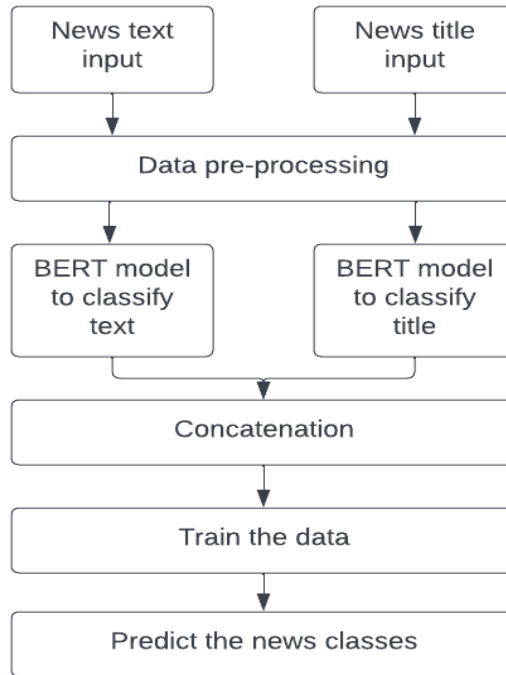 News text
input
News title
input
Data pre-processing
BERT model
to classify
text
BERT model
to classify
title
Concatenation
Train the data
Predict the news classes